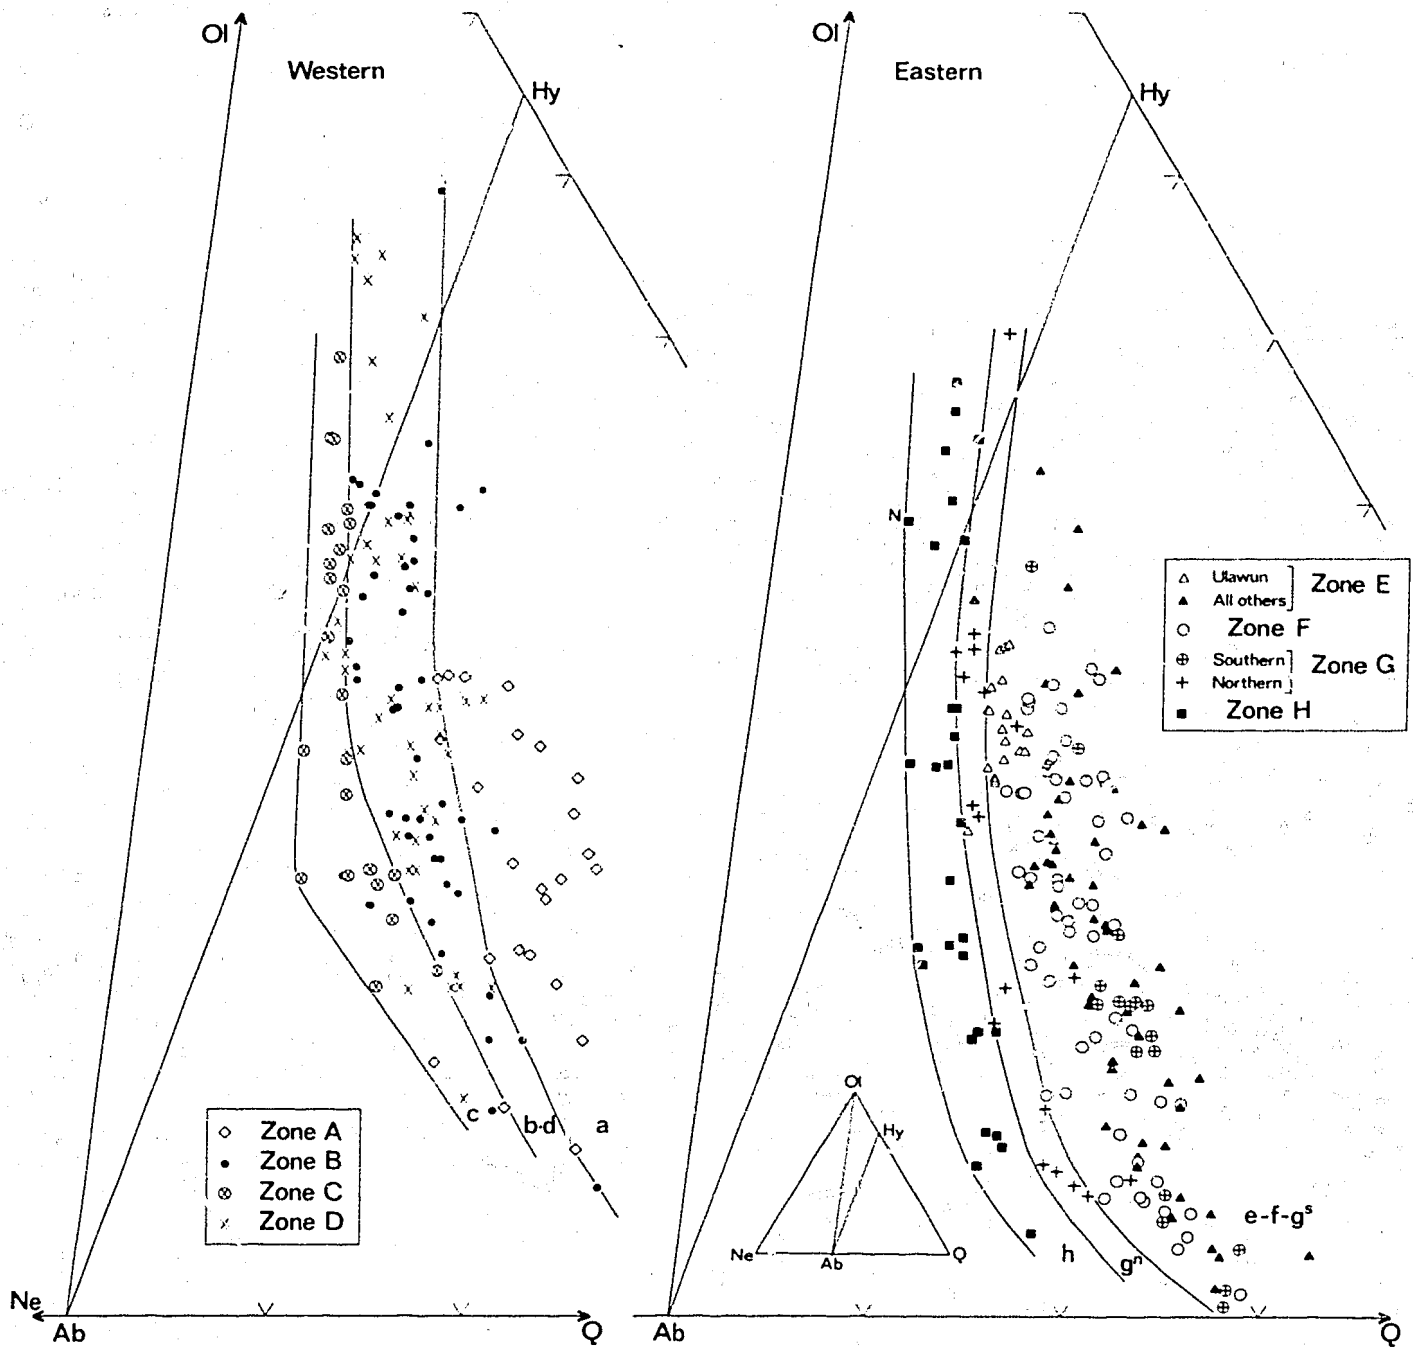 Ol
Western
Hy
Ne
Ab
Q
c
b-d
a
Zone A
Zone B
Zone C
Zone D
Ol
Eastern
Hy
N
Ulawun
All others
Zone E
Zone F
Southern
Northern
Zone G
Zone H
Ol
Hy
Ne
Ab
Q
h
gⁿ
e-f-gˢ
Ab
Q